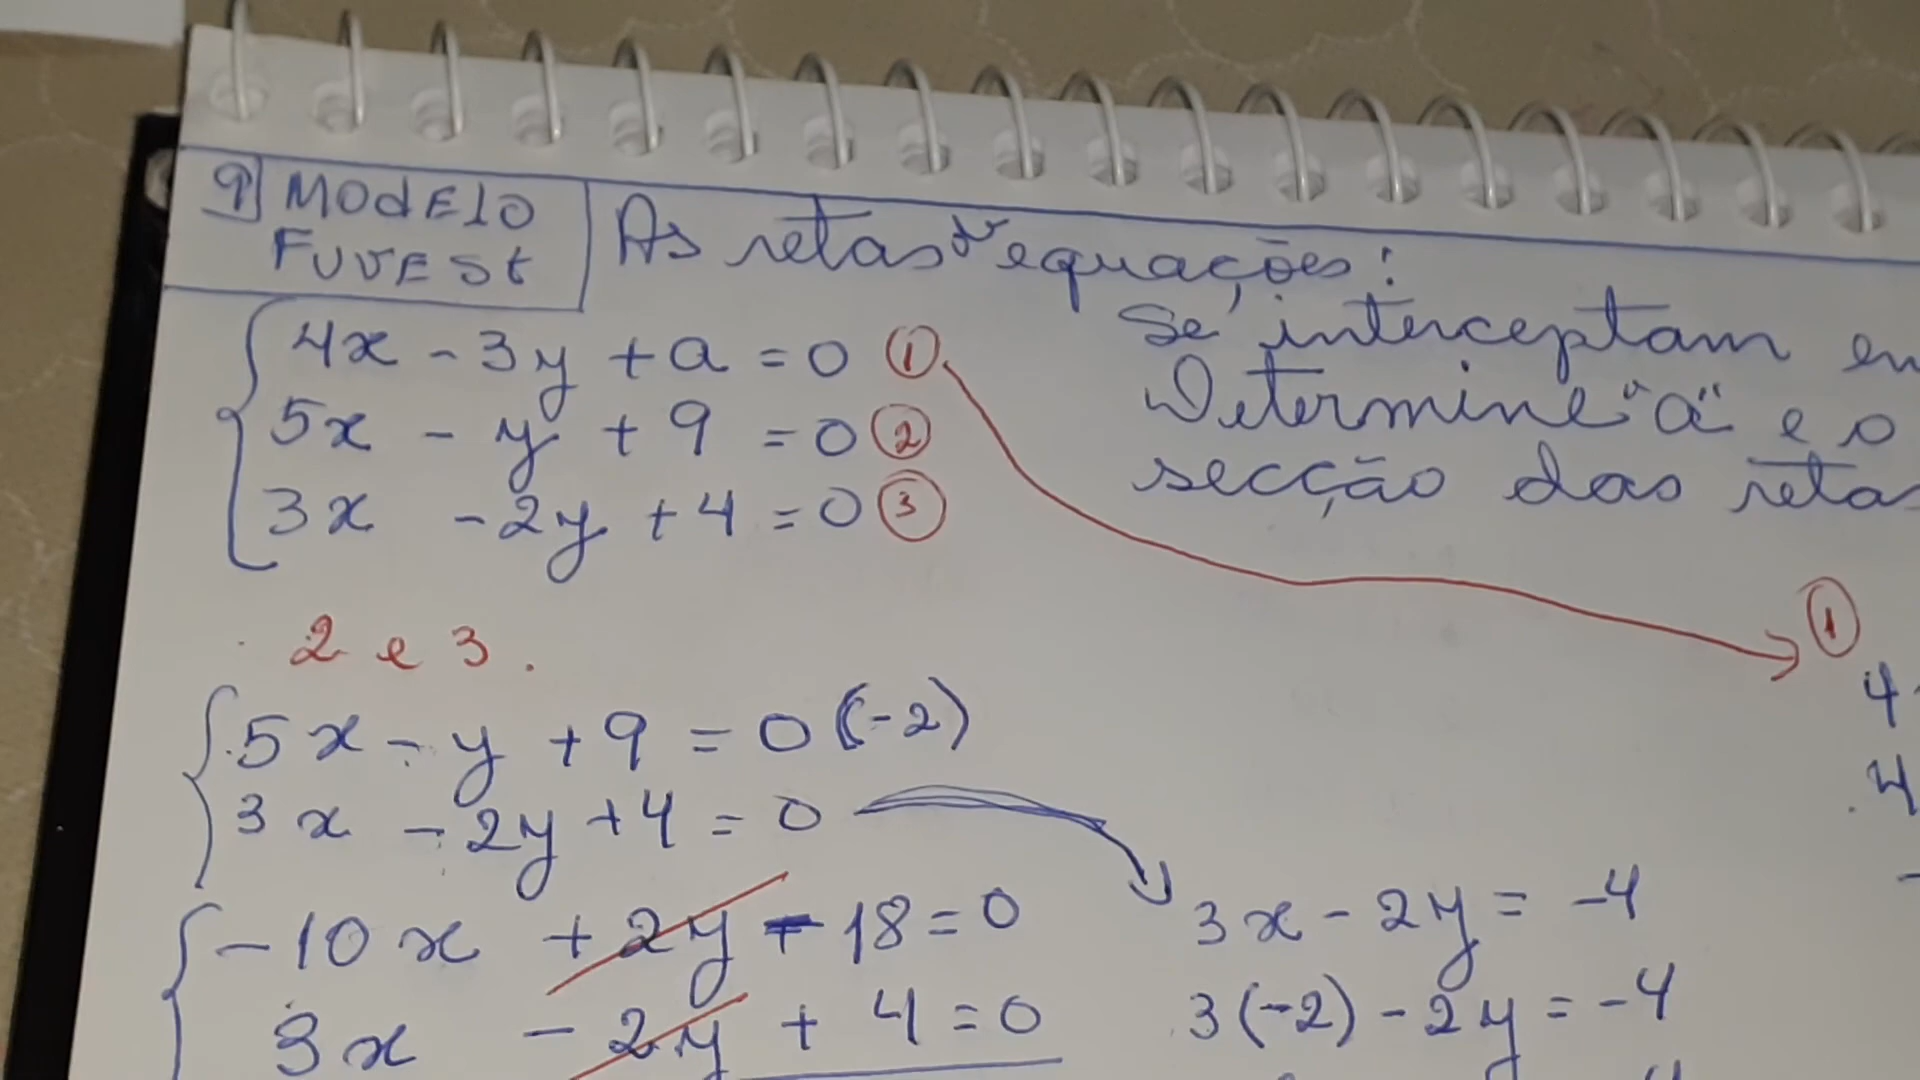 9] MODELO
FUVEST
As retas de equações:
4x - 3y + a = 0 ①
5x - y + 9 = 0 ②
3x - 2y + 4 = 0 ③
Se interceptam
Determine "a" e o
secção das retas
①
2 e 3.
5x - y + 9 = 0 (-2)
3x - 2y + 4 = 0
-10x + 2y - 18 = 0
3x - 2y + 4 = 0
3x - 2y = -4
3(-2) - 2y = -4
4
4